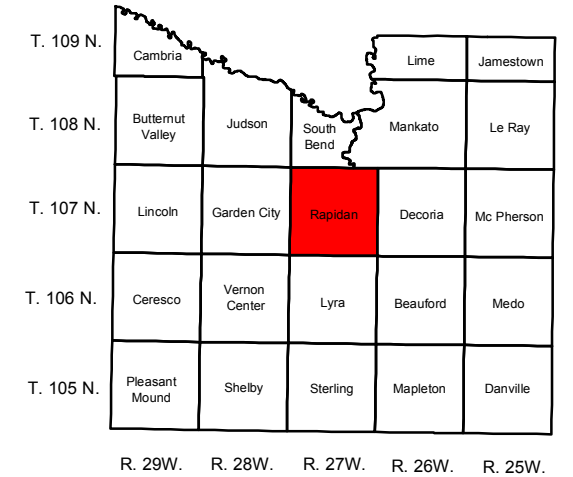 T. 109 N.
Cambria
Lime
Jamestown
T. 108 N.
Butternut
Valley
Judson
South
Bend
Mankato
Le Ray
T. 107 N.
Lincoln
Garden City
Rapidan
Decoria
Mc Pherson
T. 106 N.
Ceresco
Vernon
Center
Lyra
Beauford
Medo
T. 105 N.
Pleasant
Mound
Shelby
Sterling
Mapleton
Danville
R. 29W.
R. 28W.
R. 27W.
R. 26W.
R. 25W.